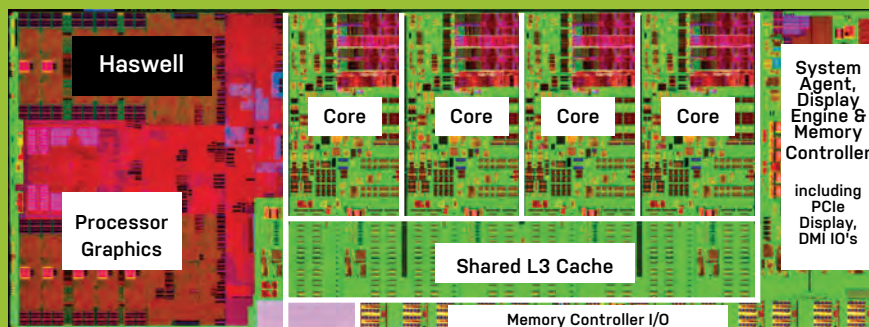 Haswell
Processor
Graphics
Core
Core
Core
Core
Shared L3 Cache
Memory Controller I/O
System
Agent,
Display
Engine &
Memory
Controller
including
PCIe
Display,
DMI IO's